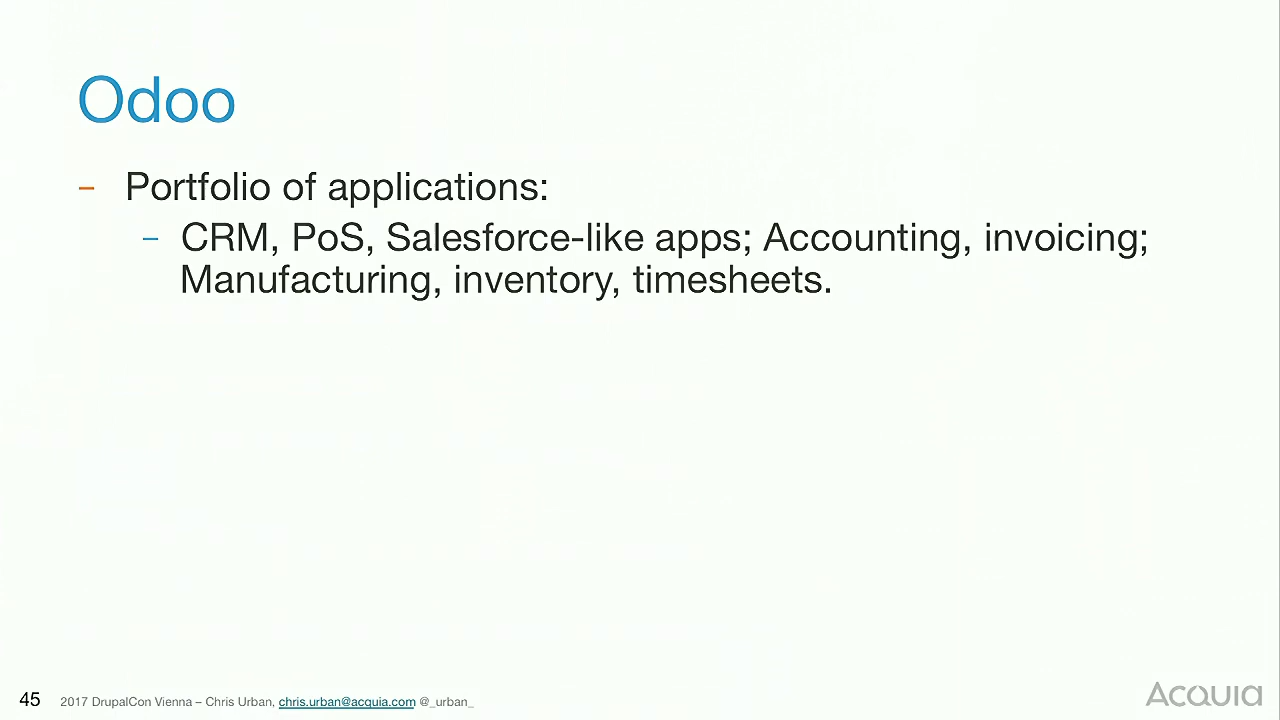 Odoo
– Portfolio of applications:
– CRM, PoS, Salesforce-like apps; Accounting, invoicing;
Manufacturing, inventory, timesheets.
45 2017 DrupalCon Vienna – Chris Urban, chris.urban@acquia.com @_urban_
Acquia